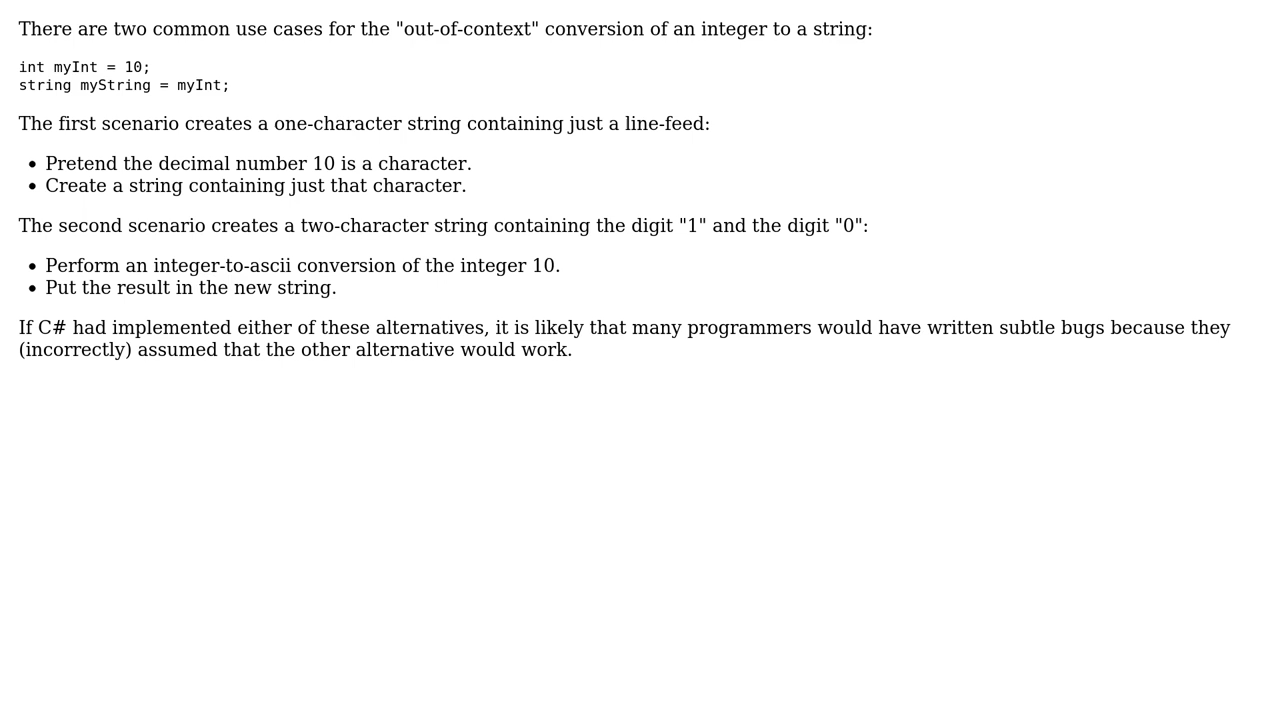 There are two common use cases for the "out-of-context" conversion of an integer to a string:
int myInt = 10;
string myString = myInt;
The first scenario creates a one-character string containing just a line-feed:
• Pretend the decimal number 10 is a character.
• Create a string containing just that character.
The second scenario creates a two-character string containing the digit "1" and the digit "0":
• Perform an integer-to-ascii conversion of the integer 10.
• Put the result in the new string.
If C# had implemented either of these alternatives, it is likely that many programmers would have written subtle bugs because they
(incorrectly) assumed that the other alternative would work.